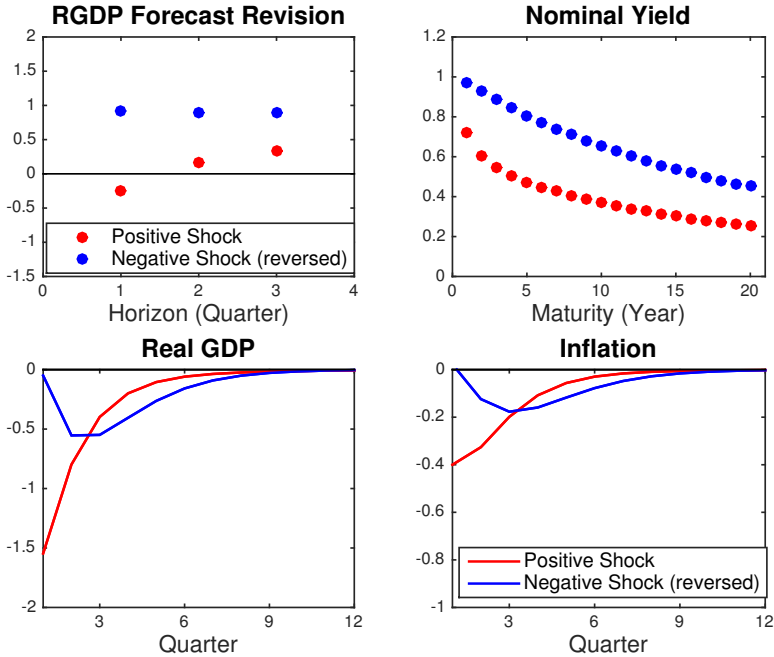 RGDP Forecast Revision
2
1.5
1
0.5
0
-0.5
-1
-1.5
0 1 2 3 4
Positive Shock
Negative Shock (reversed)
Horizon (Quarter)
Nominal Yield
1.2
1
0.8
0.6
0.4
0.2
0
0 5 10 15 20
Maturity (Year)
Real GDP
0
-0.5
-1
-1.5
-2
3 6 9 12
Quarter
Inflation
0
-0.2
-0.4
-0.6
-0.8
-1
Positive Shock
Negative Shock (reversed)
3 6 9 12
Quarter